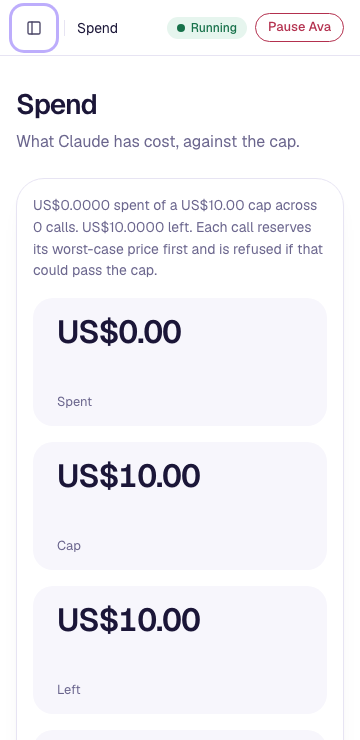 Spend
Running
Pause Ava
Spend
What Claude has cost, against the cap.
US$0.0000 spent of a US$10.00 cap across
0 calls. US$10.0000 left. Each call reserves
its worst-case price first and is refused if that
could pass the cap.
US$0.00
Spent
US$10.00
Cap
US$10.00
Left